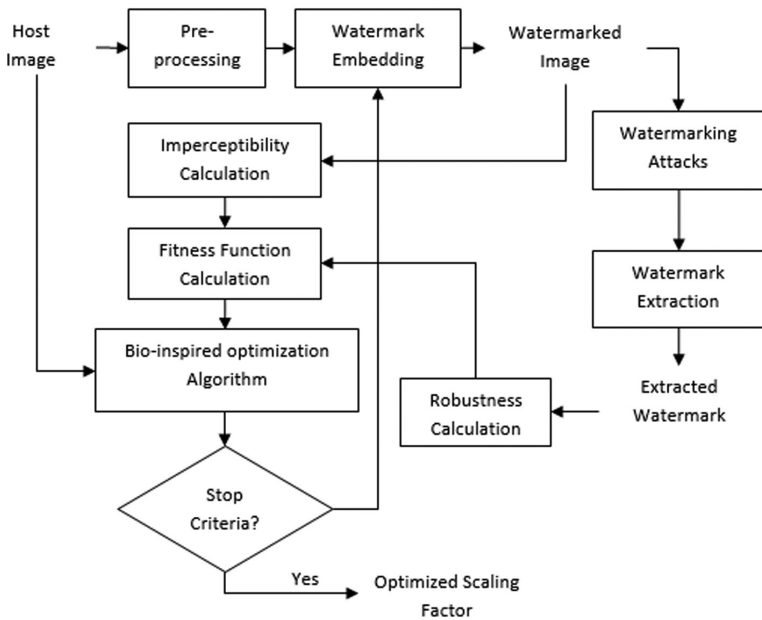 Host
Image
Pre-
processing
Watermark
Embedding
Watermarked
Image
Imperceptibility
Calculation
Watermarking
Attacks
Fitness Function
Calculation
Watermark
Extraction
Bio-inspired optimization
Algorithm
Robustness
Calculation
Extracted
Watermark
Stop
Criteria?
Yes
Optimized Scaling
Factor